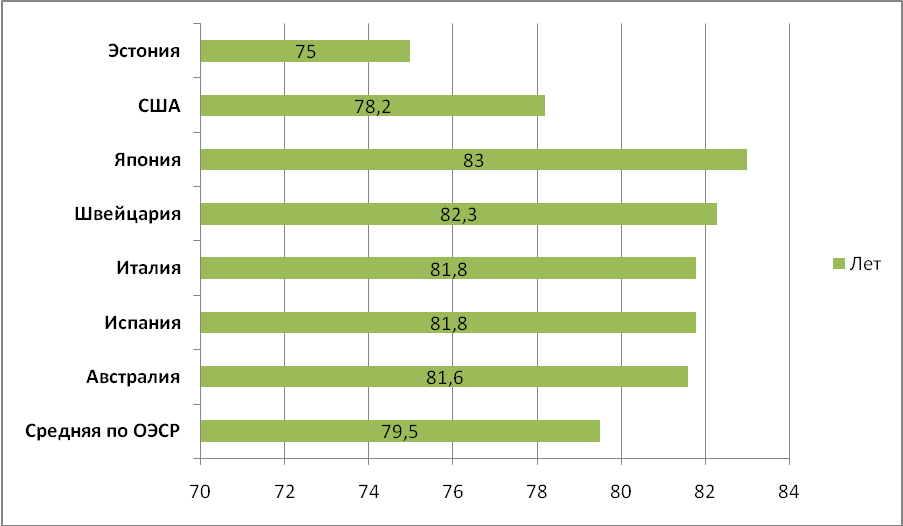 Эстония 75
США 78,2
Япония 83
Швейцария 82,3
Италия 81,8
Испания 81,8
Австралия 81,6
Средняя по ОЭСР 79,5
70 72 74 76 78 80 82 84
Лет